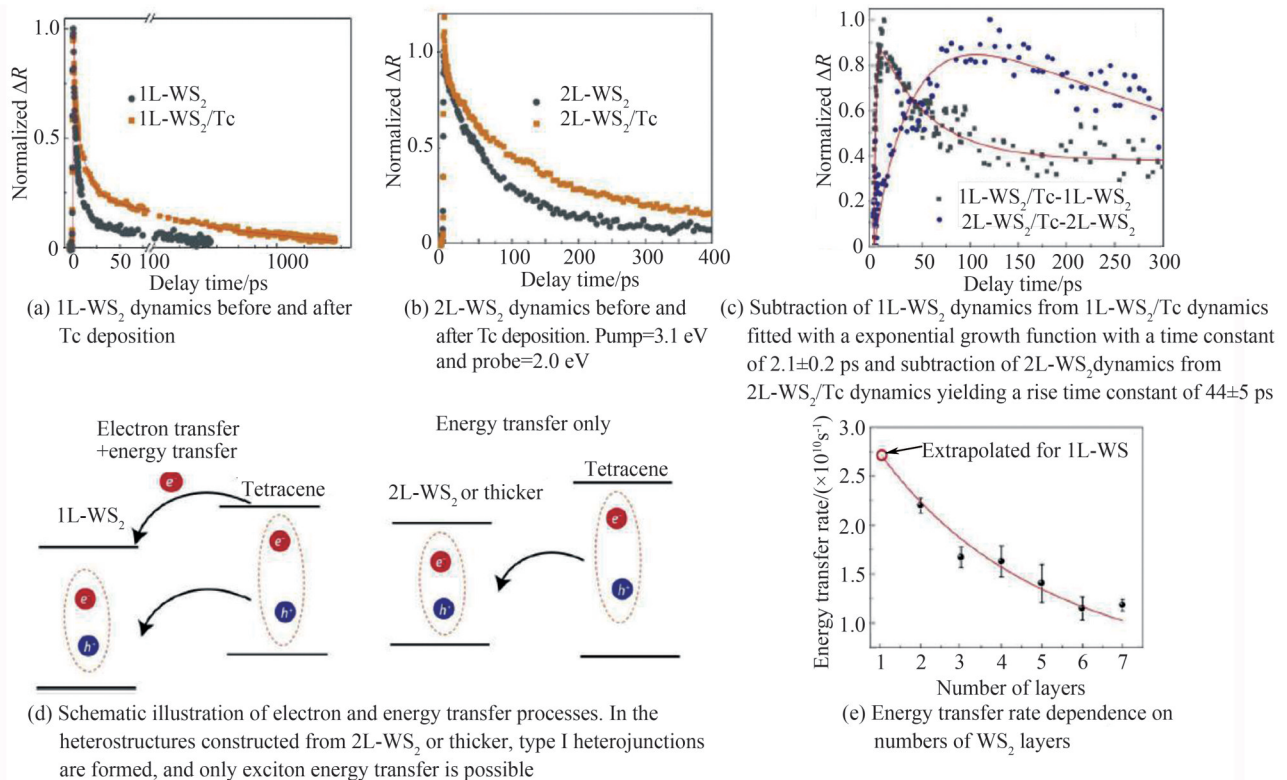 1.0
0.5
0
0
50
100
1000
Normalized ΔR
Delay time/ps
1L-WS₂
1L-WS₂/Tc
(a) 1L-WS₂ dynamics before and after
Tc deposition
1.0
0.8
0.6
0.4
0.2
0
0
100
200
300
400
Normalized ΔR
Delay time/ps
2L-WS₂
2L-WS₂/Tc
(b) 2L-WS₂ dynamics before and
after Tc deposition. Pump=3.1 eV
and probe=2.0 eV
1.0
0.8
0.6
0.4
0.2
0
0
50
100
150
200
250
300
Normalized ΔR
Delay time/ps
1L-WS₂/Tc-1L-WS₂
2L-WS₂/Tc-2L-WS₂
(c) Subtraction of 1L-WS₂ dynamics from 1L-WS₂/Tc dynamics
fitted with a exponential growth function with a time constant
of 2.1±0.2 ps and subtraction of 2L-WS₂dynamics from
2L-WS₂/Tc dynamics yielding a rise time constant of 44±5 ps
Electron transfer
+energy transfer
e⁻
1L-WS₂
Tetracene
e⁻
h⁺
e⁻
h⁺
Energy transfer only
2L-WS₂ or thicker
Tetracene
e⁻
h⁺
e⁻
h⁺
(d) Schematic illustration of electron and energy transfer processes. In the
heterostructures constructed from 2L-WS₂ or thicker, type I heterojunctions
are formed, and only exciton energy transfer is possible
3.0
2.5
2.0
1.5
1.0
1
2
3
4
5
6
7
Energy transfer rate/(×10¹⁰s⁻¹)
Extrapolated for 1L-WS
Number of layers
(e) Energy transfer rate dependence on
numbers of WS₂ layers